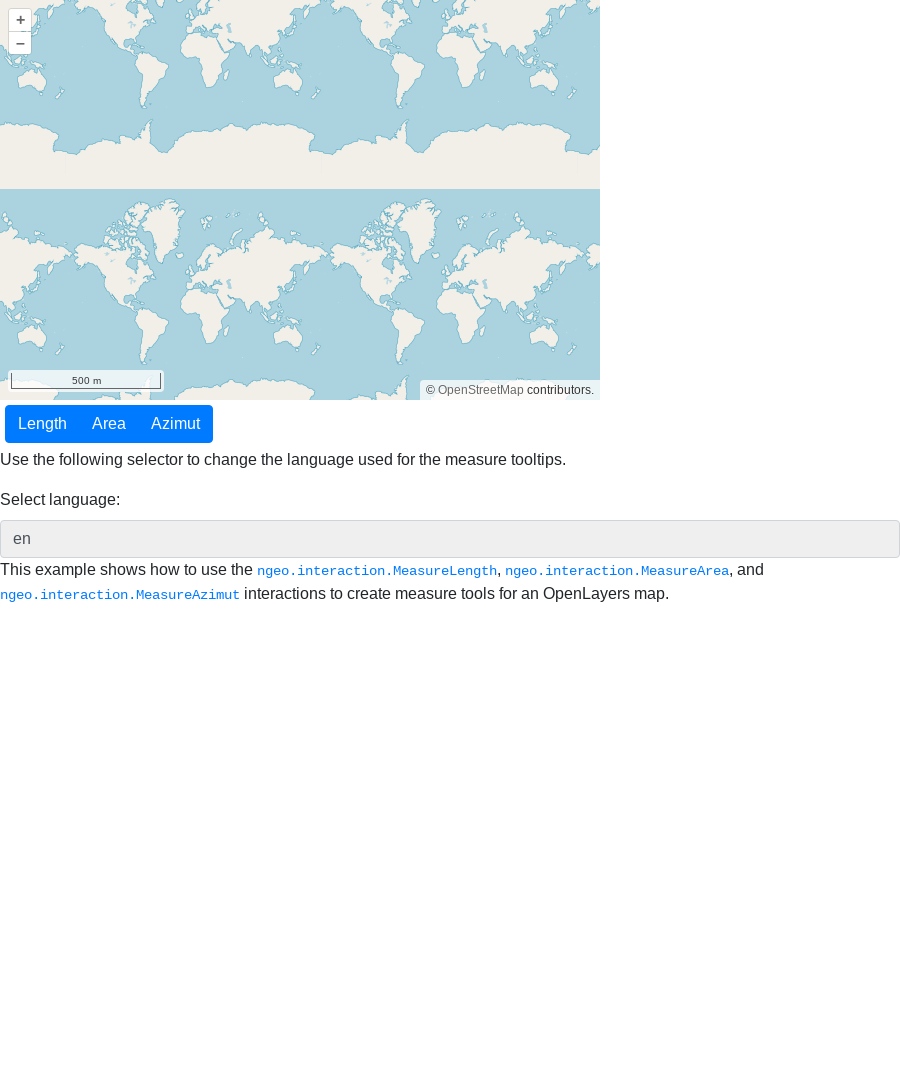 +
–
500 m
© OpenStreetMap contributors.
Length Area Azimut
Use the following selector to change the language used for the measure tooltips.
Select language:
en
This example shows how to use the ngeo.interaction.MeasureLength, ngeo.interaction.MeasureArea, and
ngeo.interaction.MeasureAzimut interactions to create measure tools for an OpenLayers map.